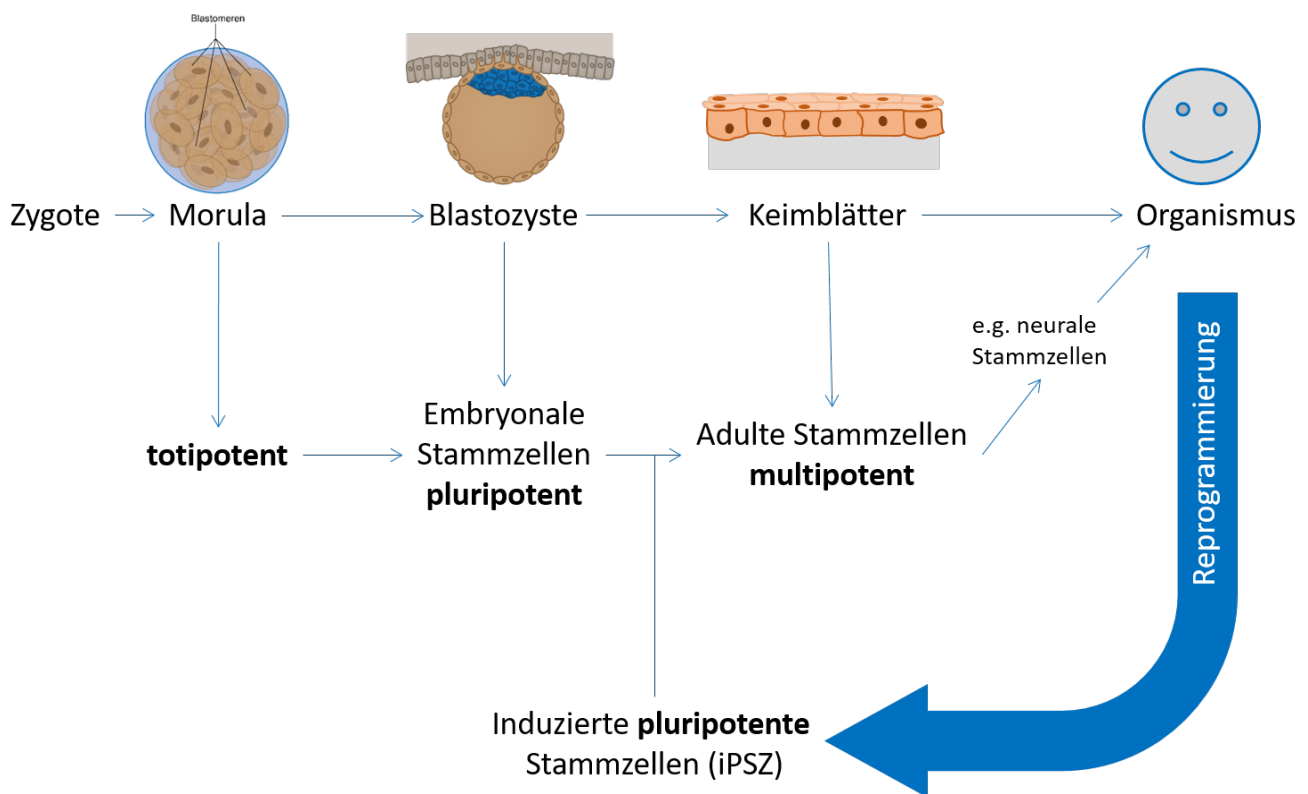 Blastomeren
Zygote
Morula
Blastozyste
Keimblätter
Organismus
e.g. neurale
Stammzellen
totipotent
Embryonale
Stammzellen
pluripotent
Adulte Stammzellen
multipotent
Reprogrammierung
Induzierte pluripotente
Stammzellen (iPSZ)